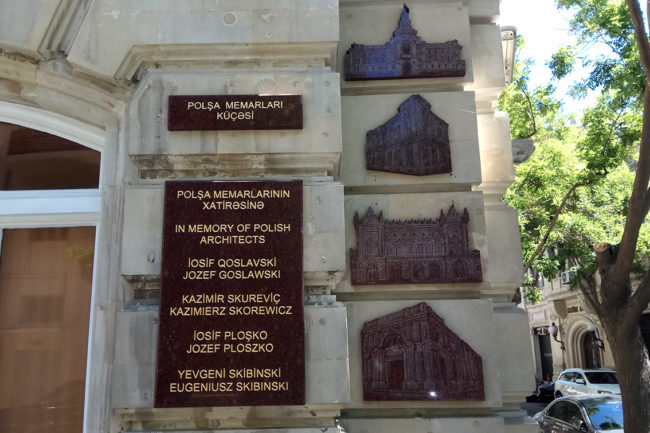 POLŞA MEMARLARI
KÜÇƏSİ
POLŞA MEMARLARININ
XATİRƏSİNƏ
IN MEMORY OF POLISH
ARCHITECTS
İOSİF QOSLAVSKİ
JOZEF GOSLAWSKI
KAZİMİR SKUREVİÇ
KAZIMIERZ SKOREWICZ
İOSİF PLOŞKO
JOZEF PLOSZKO
YEVGENİ SKİBİNSKİ
EUGENIUSZ SKIBINSKI